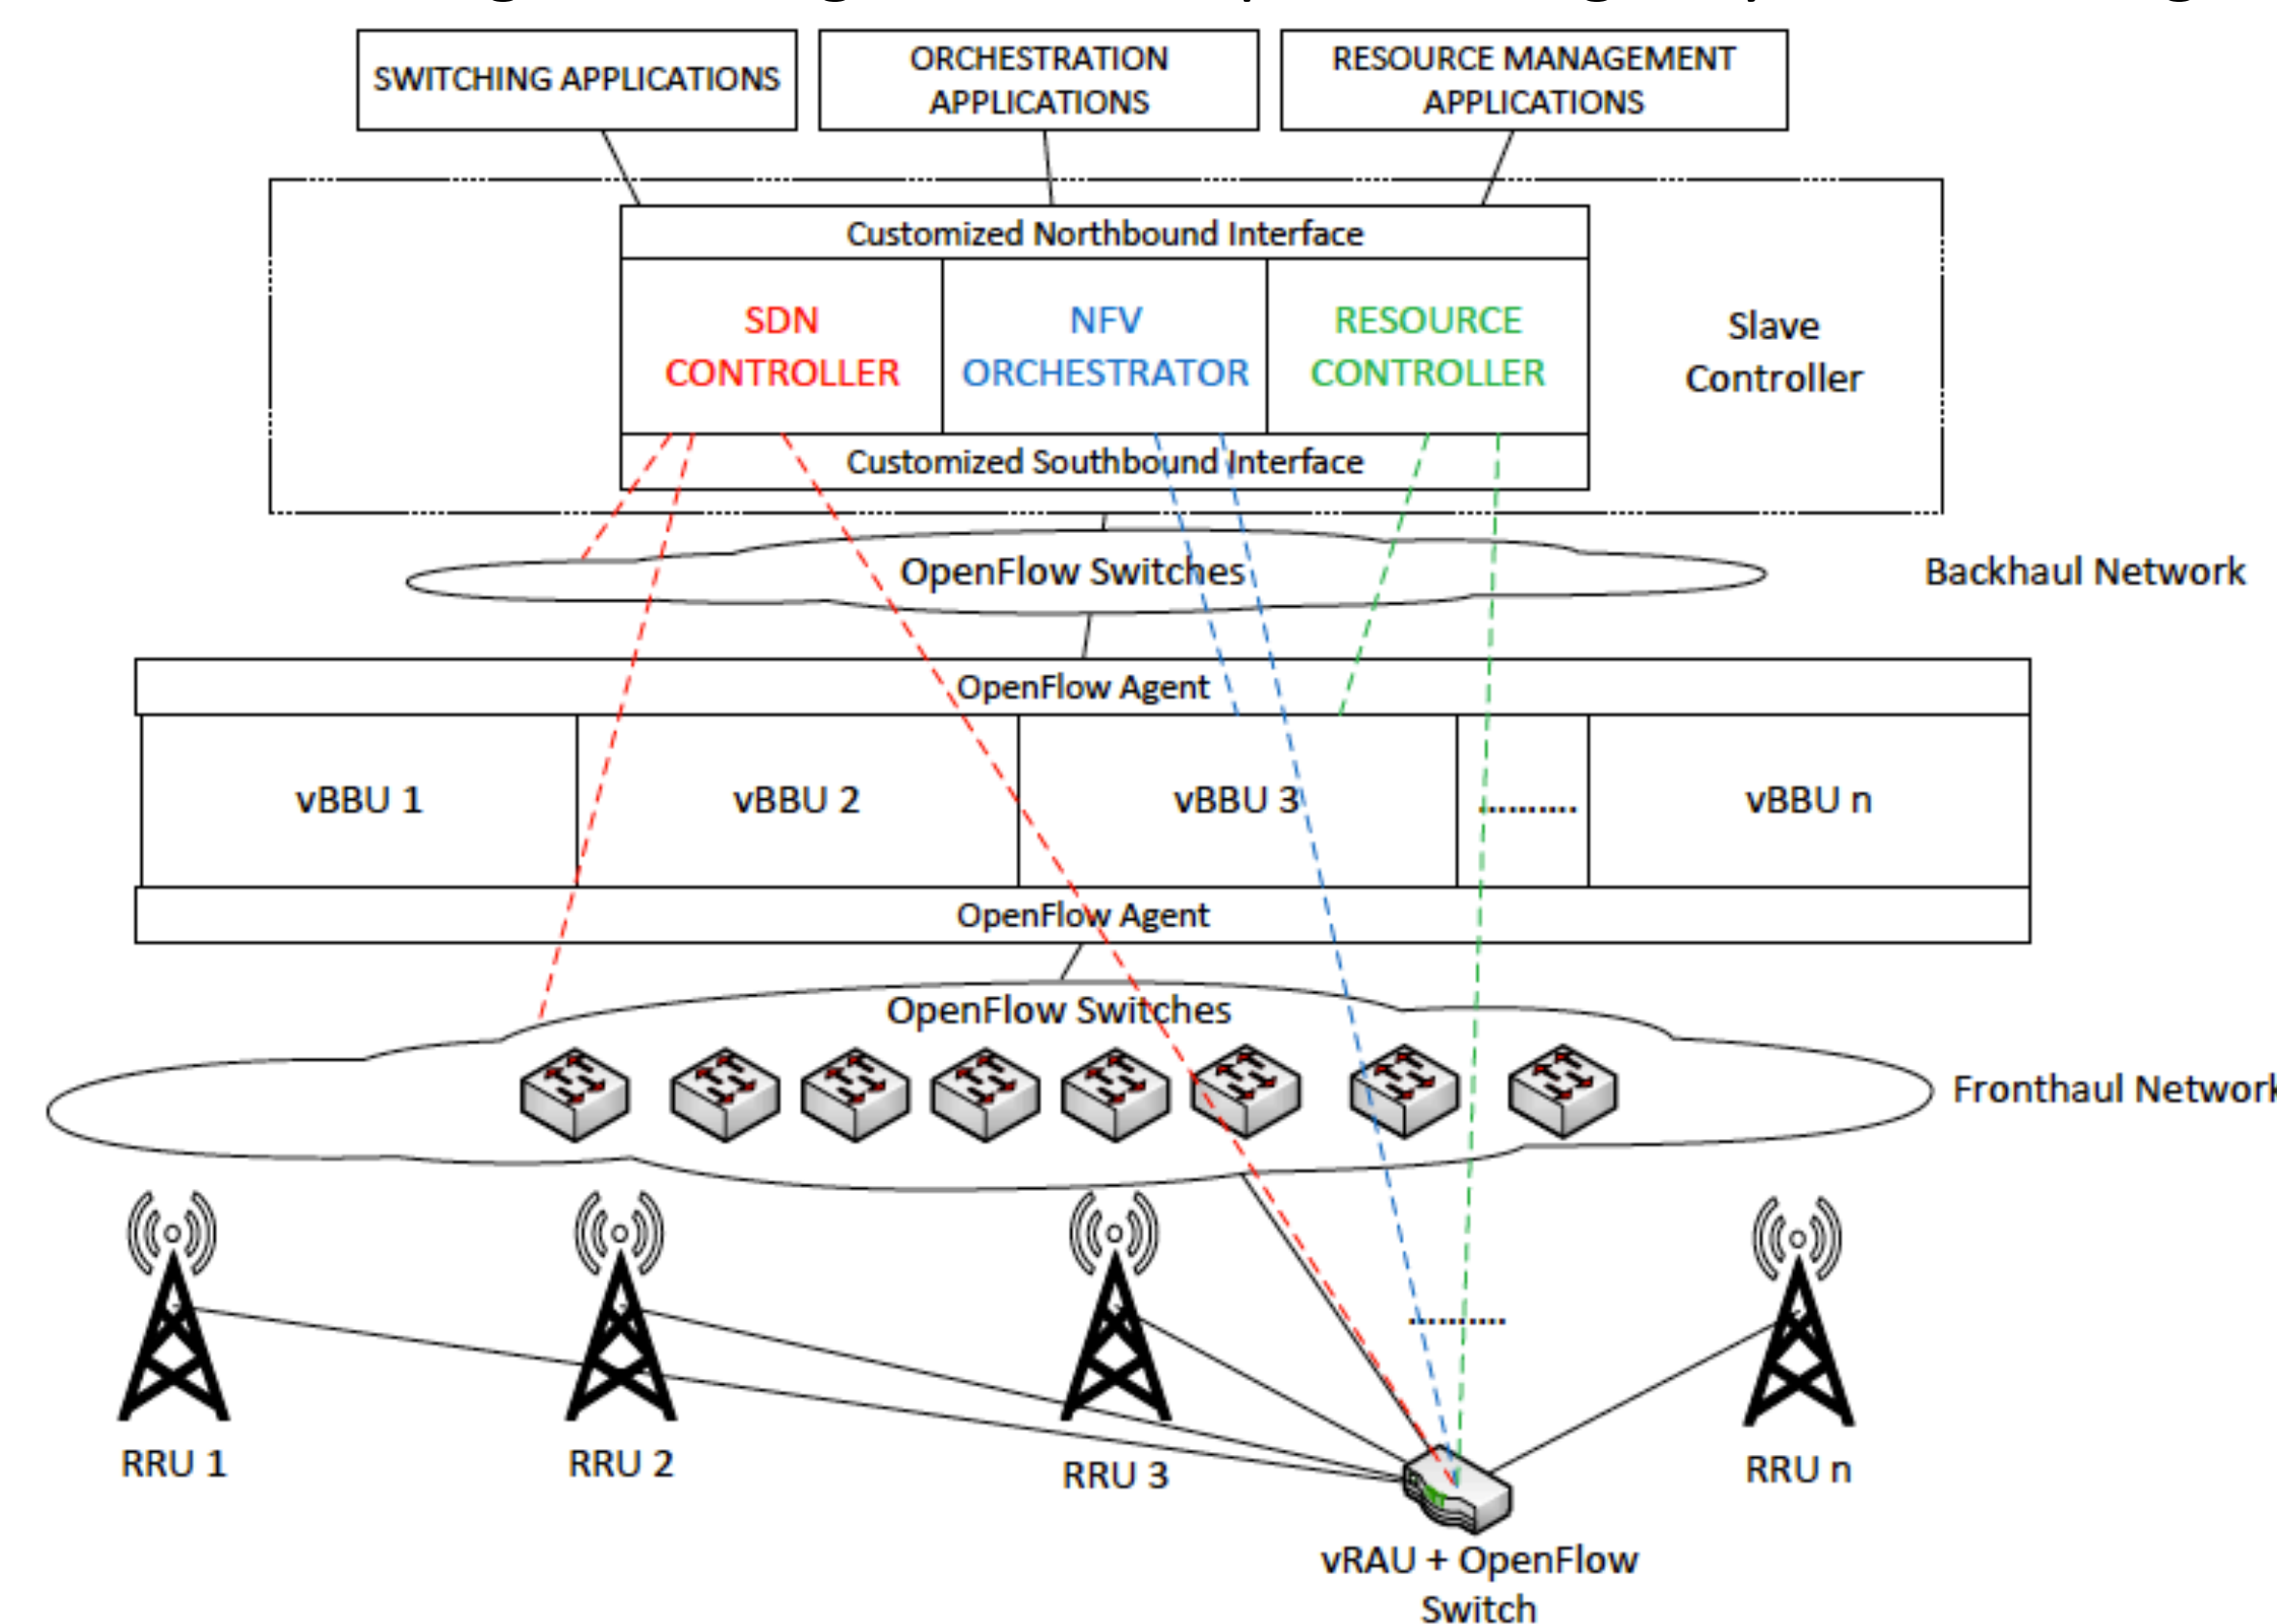 SWITCHING APPLICATIONS
ORCHESTRATION
APPLICATIONS
RESOURCE MANAGEMENT
APPLICATIONS
Customized Northbound Interface
SDN
CONTROLLER
NFV
ORCHESTRATOR
RESOURCE
CONTROLLER
Slave
Controller
Customized Southbound Interface
OpenFlow Switches
Backhaul Network
OpenFlow Agent
vBBU 1
vBBU 2
vBBU 3
..........
vBBU n
OpenFlow Agent
OpenFlow Switches
Fronthaul Network
..........
RRU 1
RRU 2
RRU 3
RRU n
vRAU + OpenFlow
Switch